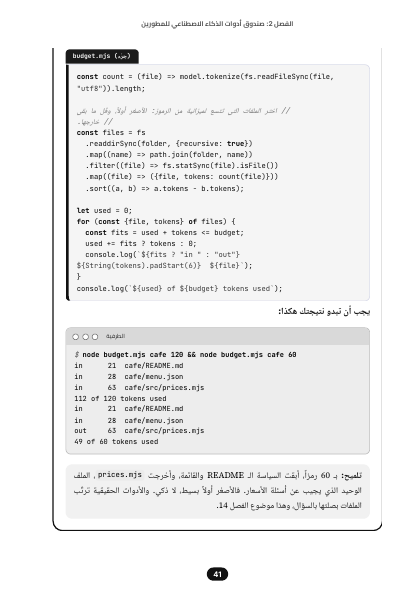 الفصل 2: صندوق أدوات الذكاء الاصطناعي للمطورين
budget.mjs (جزء)
const count = (file) => model.tokenize(fs.readFileSync(file,
"utf8")).length;
// اختر الملفات التي تتسع لميزانية من الرموز: الأصغر أولاً، وقل ما بقي
// خارجها.
const files = fs
.readdirSync(folder, {recursive: true})
.map((name) => path.join(folder, name))
.filter((file) => fs.statSync(file).isFile())
.map((file) => ({file, tokens: count(file)}))
.sort((a, b) => a.tokens - b.tokens);
let used = 0;
for (const {file, tokens} of files) {
const fits = used + tokens <= budget;
used += fits ? tokens : 0;
console.log(`${fits ? "in " : "out"}
${String(tokens).padStart(6)}  ${file}`);
}
console.log(`${used} of ${budget} tokens used`);
يجب أن تبدو نتيجتك هكذا:
الطرفية
$ node budget.mjs cafe 120 && node budget.mjs cafe 60
in      21  cafe/README.md
in      28  cafe/menu.json
in      63  cafe/src/prices.mjs
112 of 120 tokens used
in      21  cafe/README.md
in      28  cafe/menu.json
out     63  cafe/src/prices.mjs
49 of 60 tokens used
تلميح: بـ 60 رمزاً، أبقت السياسة الـ README والقائمة، وأخرجت prices.mjs، الملف
الوحيد الذي يجيب عن أسئلة الأسعار. فالأصغر أولاً بسيط، لا ذكي. والأدوات الحقيقية ترتّب
الملفات بصلتها بالسؤال، وهذا موضوع الفصل 14.
41